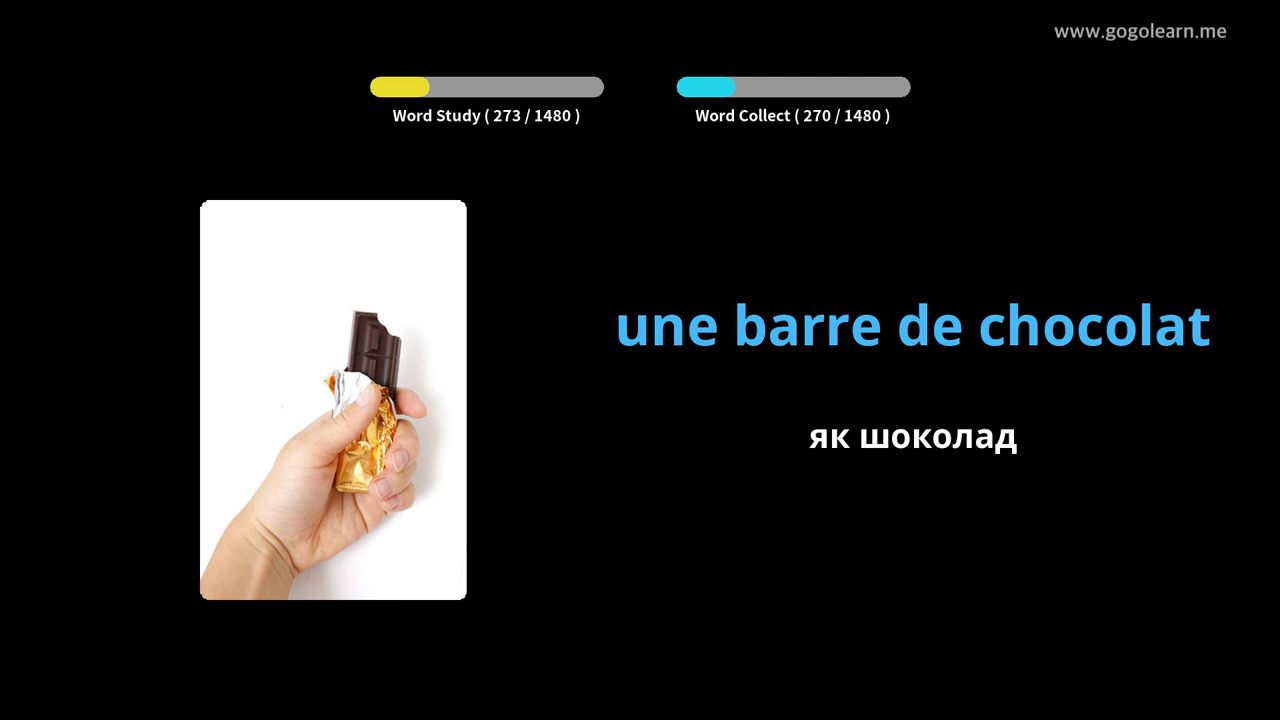 www.gogolearn.me
Word Study ( 273 / 1480 )
Word Collect ( 270 / 1480 )
une barre de chocolat
як шоколад